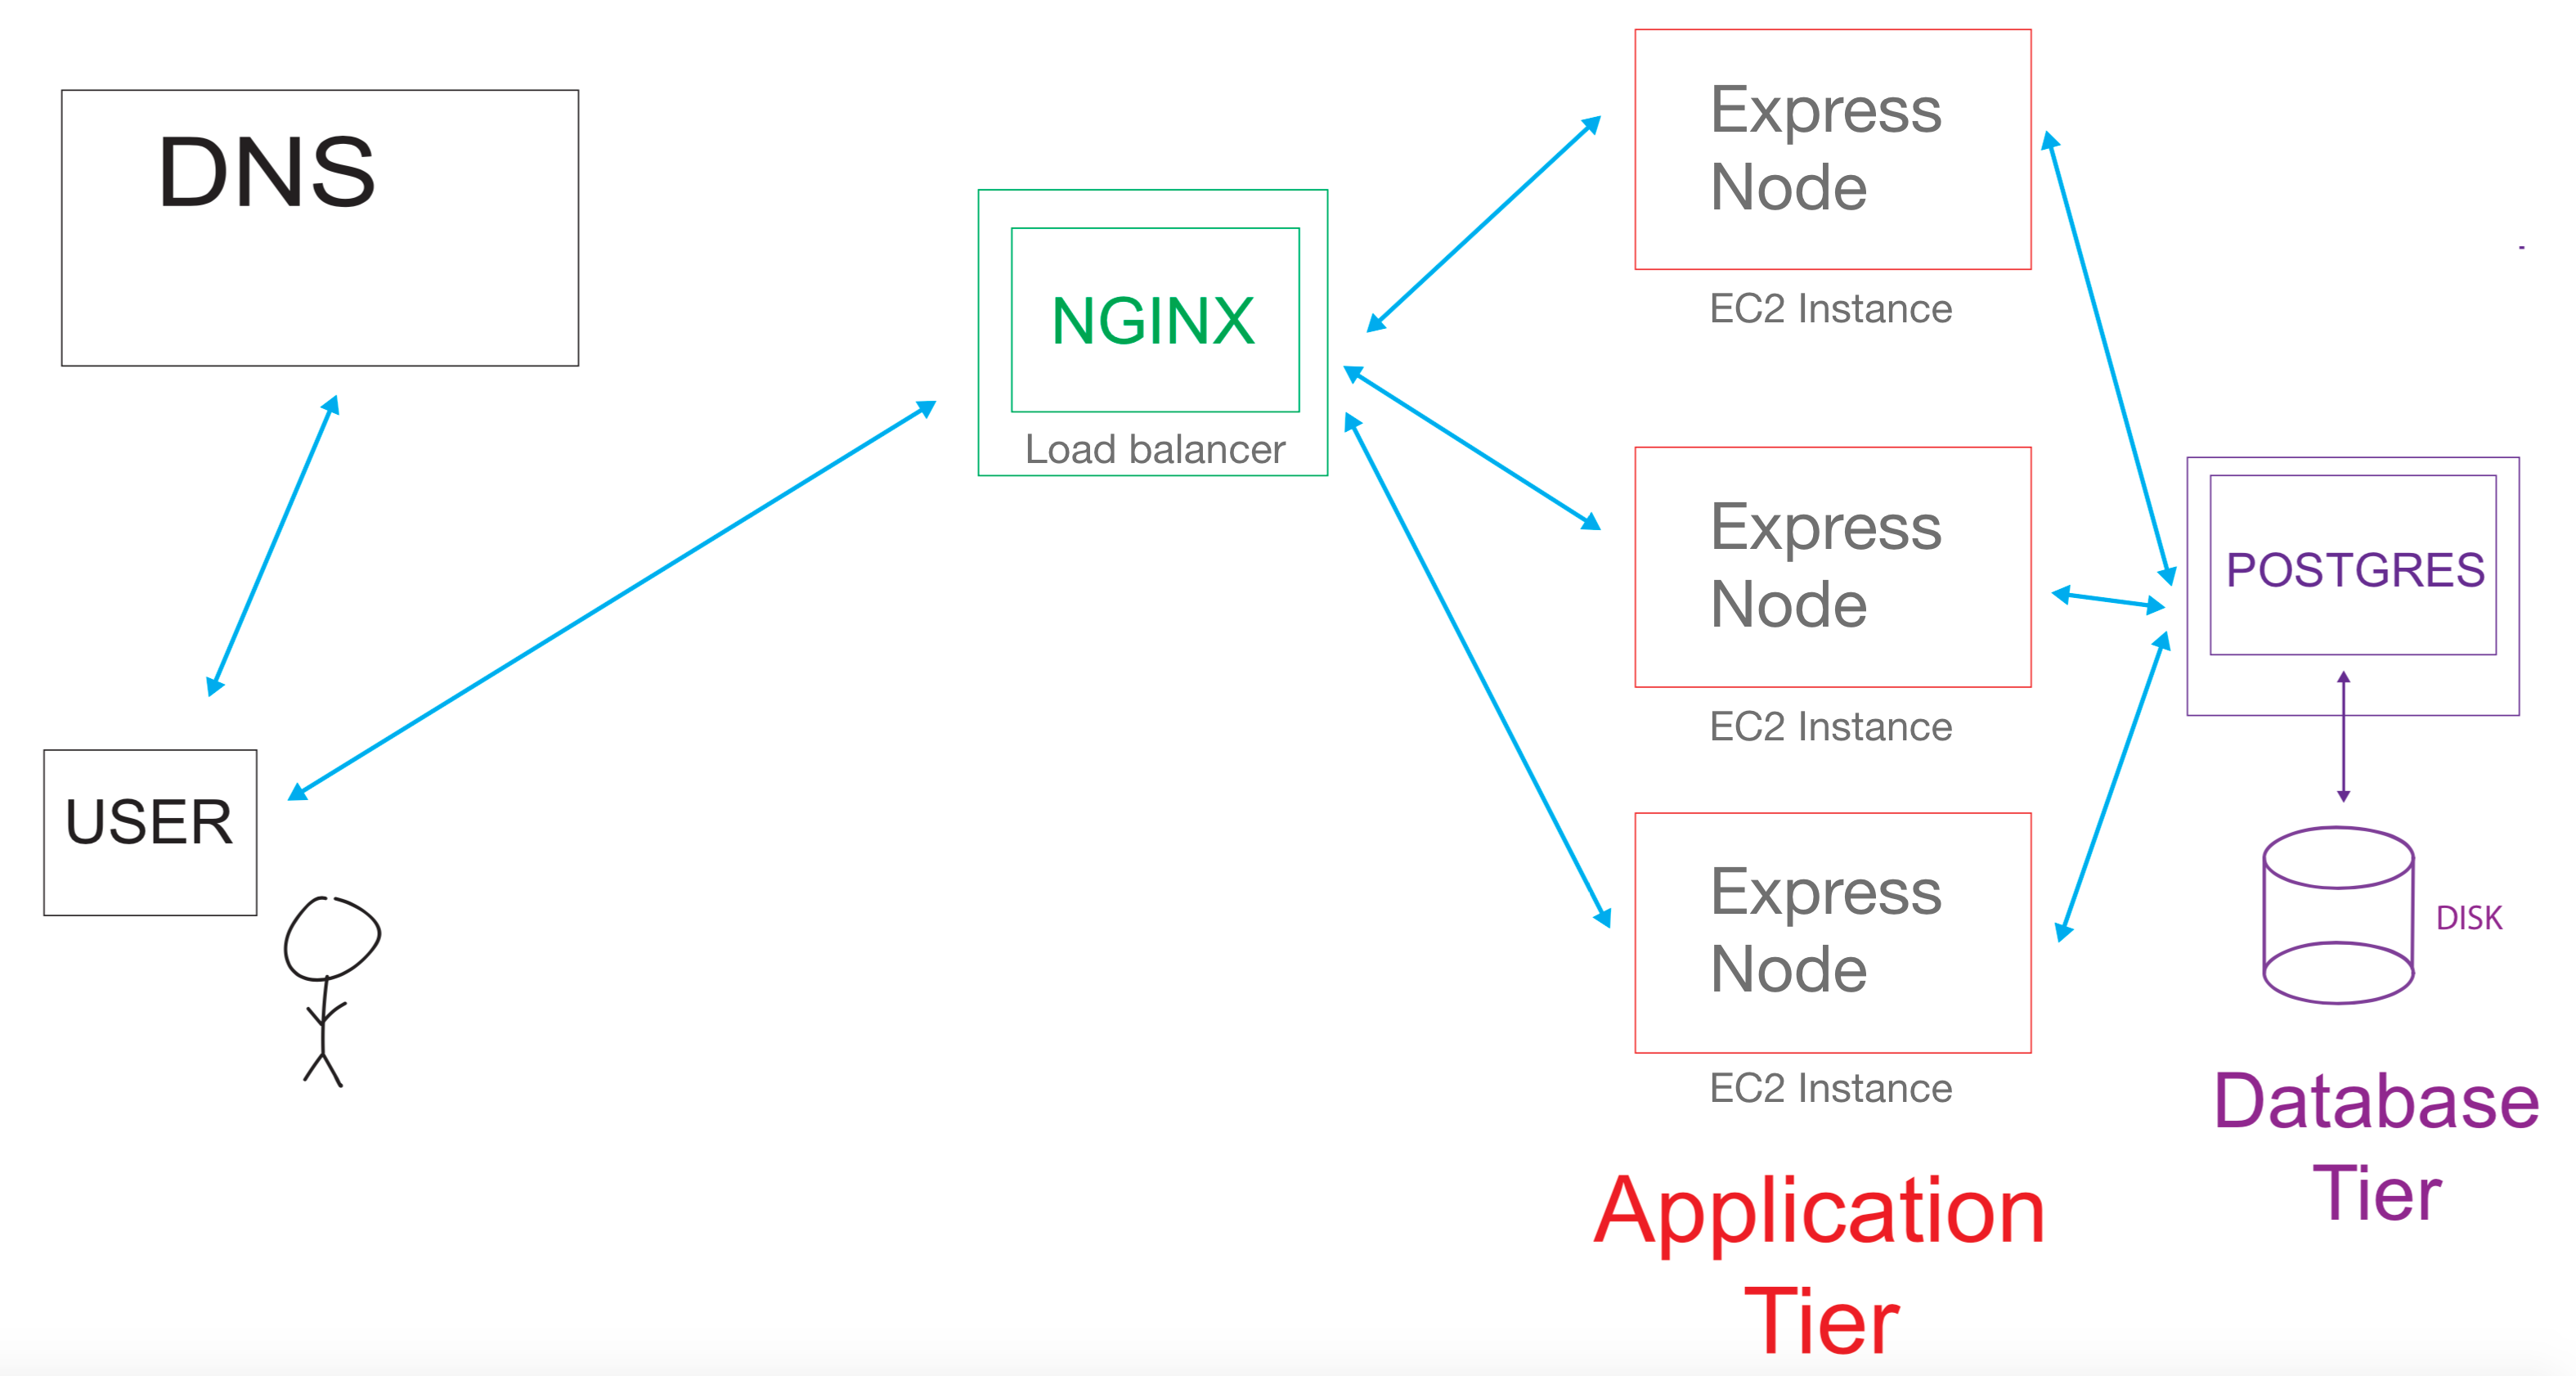 DNS
USER
NGINX
Load balancer
Express
Node
EC2 Instance
Express
Node
EC2 Instance
Express
Node
EC2 Instance
Application
Tier
POSTGRES
DISK
Database
Tier